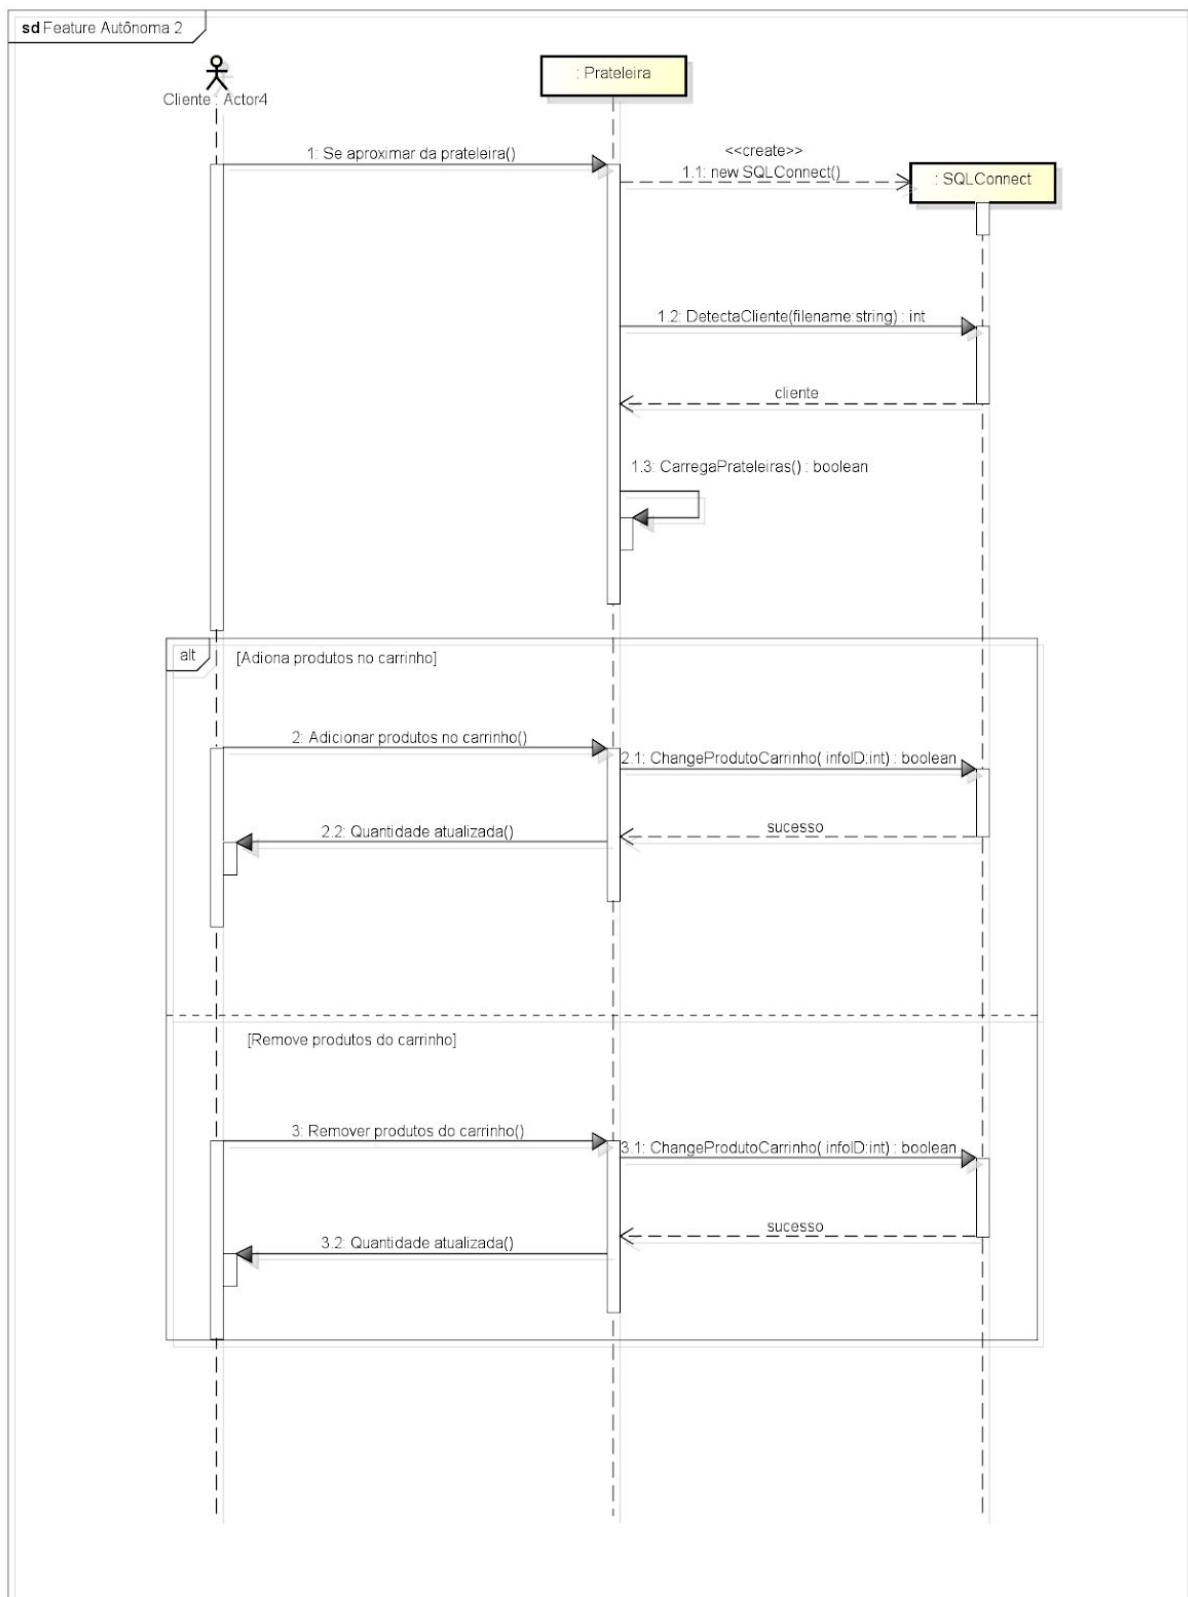 sd Feature Autônoma 2
Cliente : Actor4
: Prateleira
1: Se aproximar da prateleira()
<<create>>
1.1: new SQLConnect()
: SQLConnect
1.2: DetectaCliente(filename:string) : int
cliente
1.3: CarregaPrateleiras() : boolean
alt
[Adiona produtos no carrinho]
2: Adicionar produtos no carrinho()
2.1: ChangeProdutoCarrinho( infoID:int) : boolean
sucesso
2.2: Quantidade atualizada()
[Remove produtos do carrinho]
3: Remover produtos do carrinho()
3.1: ChangeProdutoCarrinho( infoID:int) : boolean
sucesso
3.2: Quantidade atualizada()